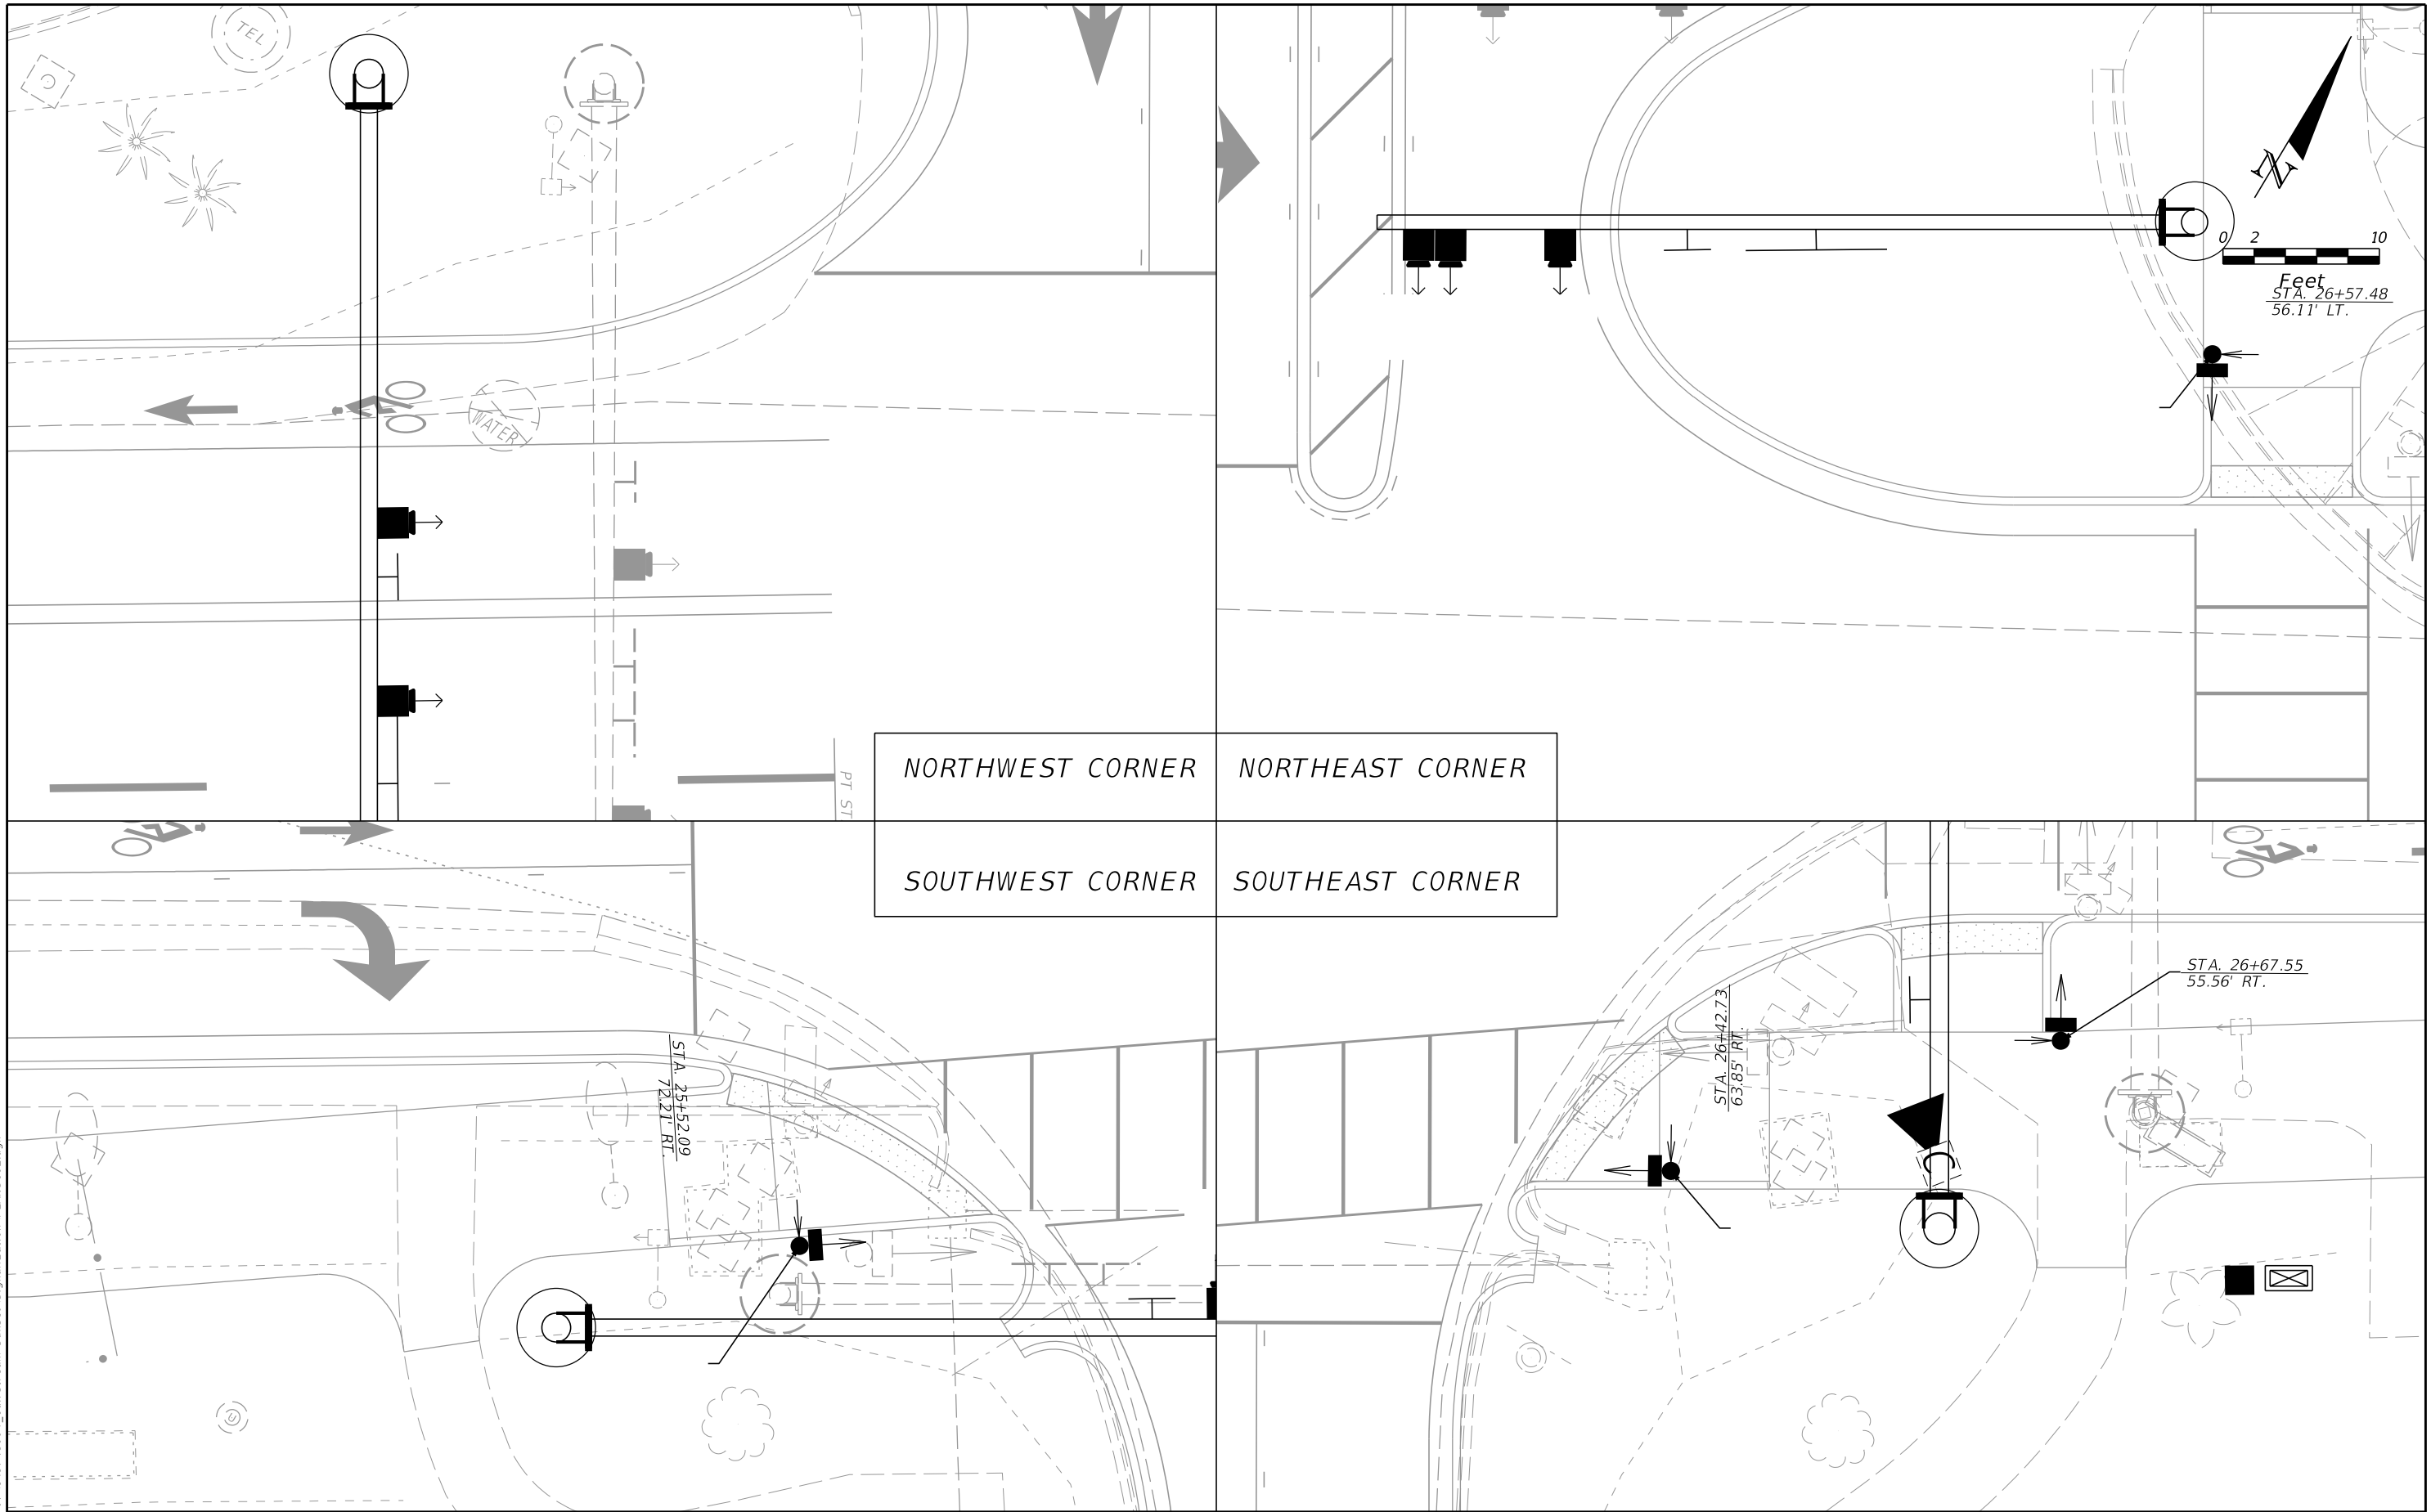 TEL
N
0 2 10
Feet
STA. 26+57.48
56.11' LT.
WATER
PT ST
NORTHWEST CORNER
NORTHEAST CORNER
SOUTHWEST CORNER
SOUTHEAST CORNER
STA. 26+67.55
55.56' RT.
STA. 25+52.09
72.21' RT.
STA. 26+42.73
63.85' RT.
C
U